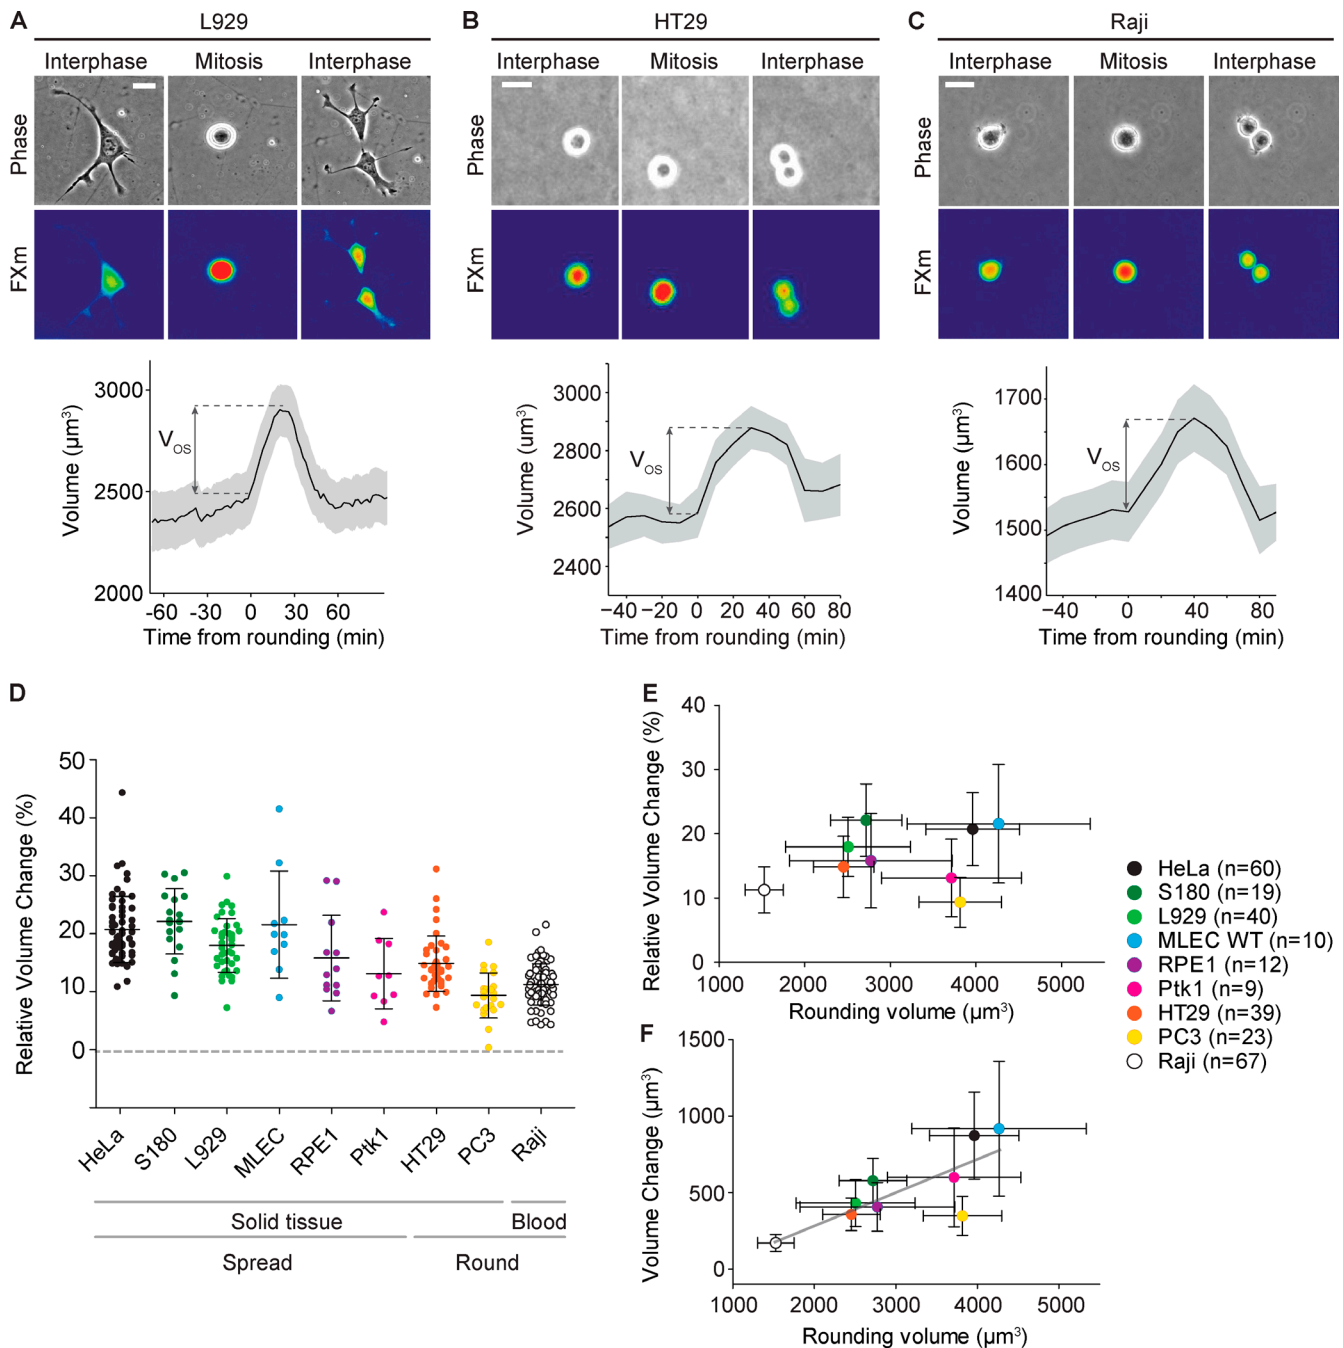 A
L929
Interphase
Mitosis
Interphase
Phase
FXm
Volume (µm³)
3000
2500
2000
V_OS
-60
-30
0
30
60
Time from rounding (min)
B
HT29
Interphase
Mitosis
Interphase
Phase
FXm
Volume (µm³)
3000
2800
2600
2400
V_OS
−40
−20
0
20
40
60
80
Time from rounding (min)
C
Raji
Interphase
Mitosis
Interphase
Phase
FXm
Volume (µm³)
1700
1600
1500
1400
V_OS
−40
0
40
80
Time from rounding (min)
D
Relative Volume Change (%)
50
40
30
20
10
0
HeLa
S180
L929
MLEC
RPE1
Ptk1
HT29
PC3
Raji
Solid tissue
Blood
Spread
Round
E
Relative Volume Change (%)
40
30
20
10
0
1000
2000
3000
4000
5000
Rounding volume (µm³)
F
Volume Change (µm³)
1500
1000
500
0
1000
2000
3000
4000
5000
Rounding volume (µm³)
HeLa (n=60)
S180 (n=19)
L929 (n=40)
MLEC WT (n=10)
RPE1 (n=12)
Ptk1 (n=9)
HT29 (n=39)
PC3 (n=23)
Raji (n=67)